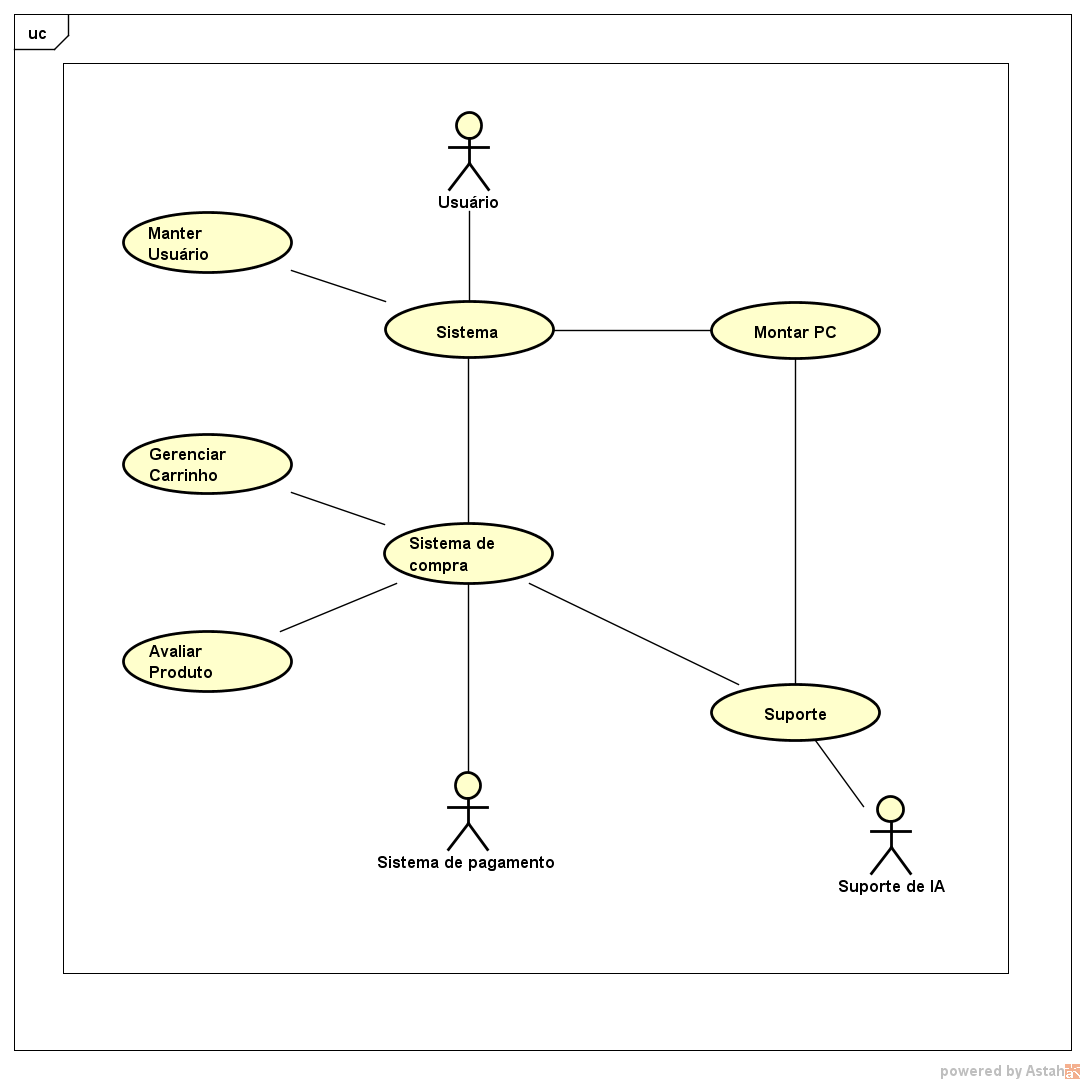 uc
Usuário
Manter
Usuário
Sistema
Montar PC
Gerenciar
Carrinho
Sistema de
compra
Avaliar
Produto
Suporte
Sistema de pagamento
Suporte de IA
powered by Astah